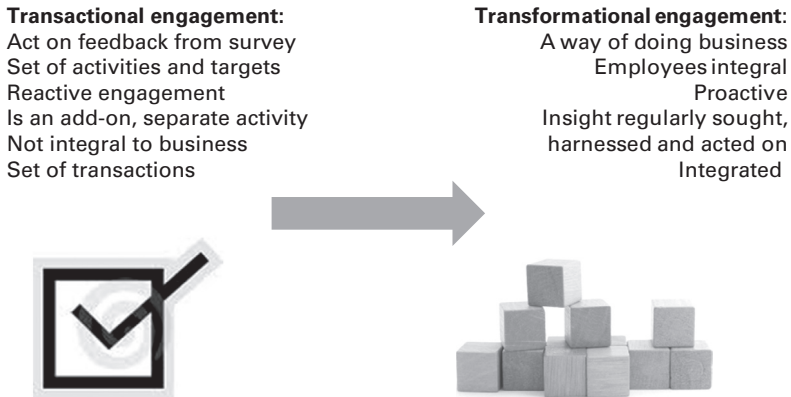 Transactional engagement:
Act on feedback from survey
Set of activities and targets
Reactive engagement
Is an add-on, separate activity
Not integral to business
Set of transactions
Transformational engagement:
A way of doing business
Employees integral
Proactive
Insight regularly sought,
harnessed and acted on
Integrated